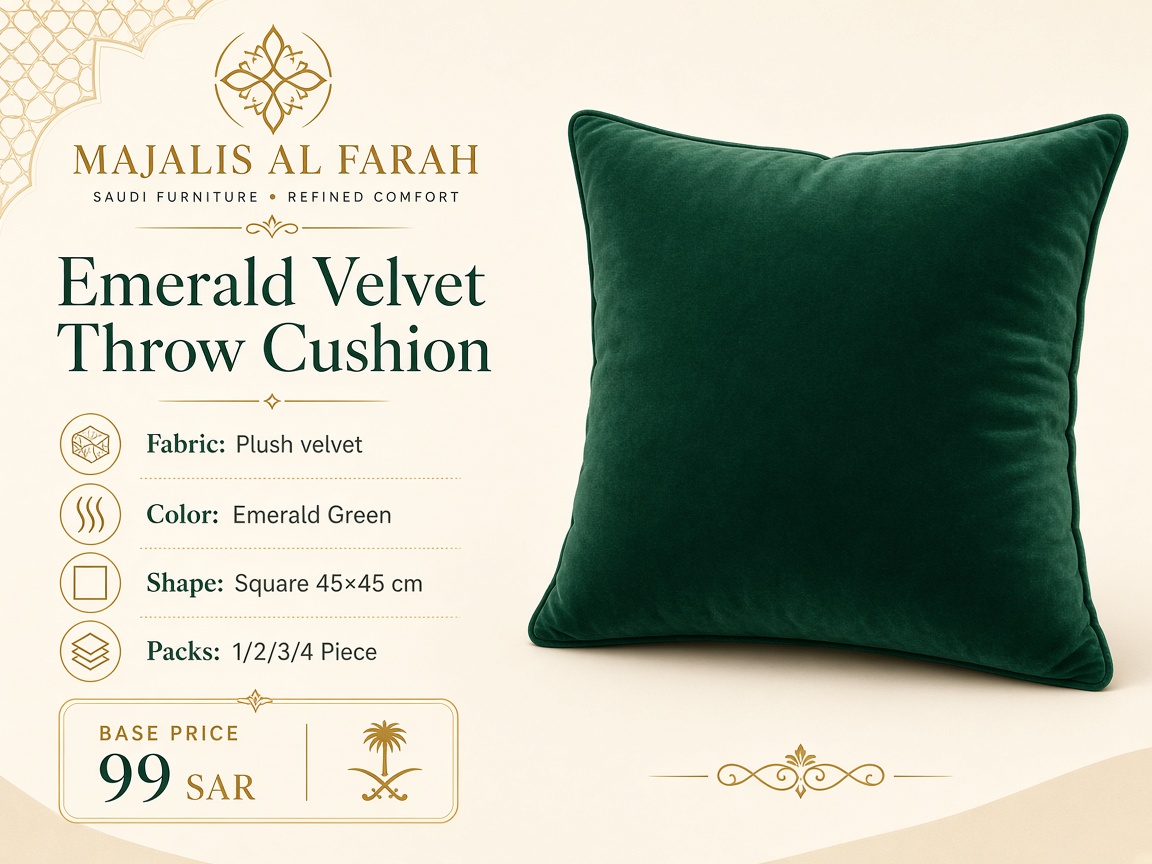 MAJALIS AL FARAH
SAUDI FURNITURE • REFINED COMFORT
Emerald Velvet
Throw Cushion
Fabric: Plush velvet
Color: Emerald Green
Shape: Square 45×45 cm
Packs: 1/2/3/4 Piece
BASE PRICE
99 SAR